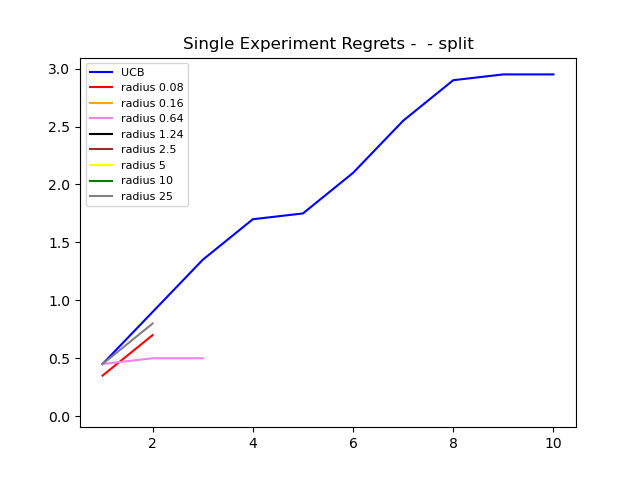 Single Experiment Regrets -  - split
3.0
2.5
2.0
1.5
1.0
0.5
0.0
UCB
radius 0.08
radius 0.16
radius 0.64
radius 1.24
radius 2.5
radius 5
radius 10
radius 25
2 4 6 8 10